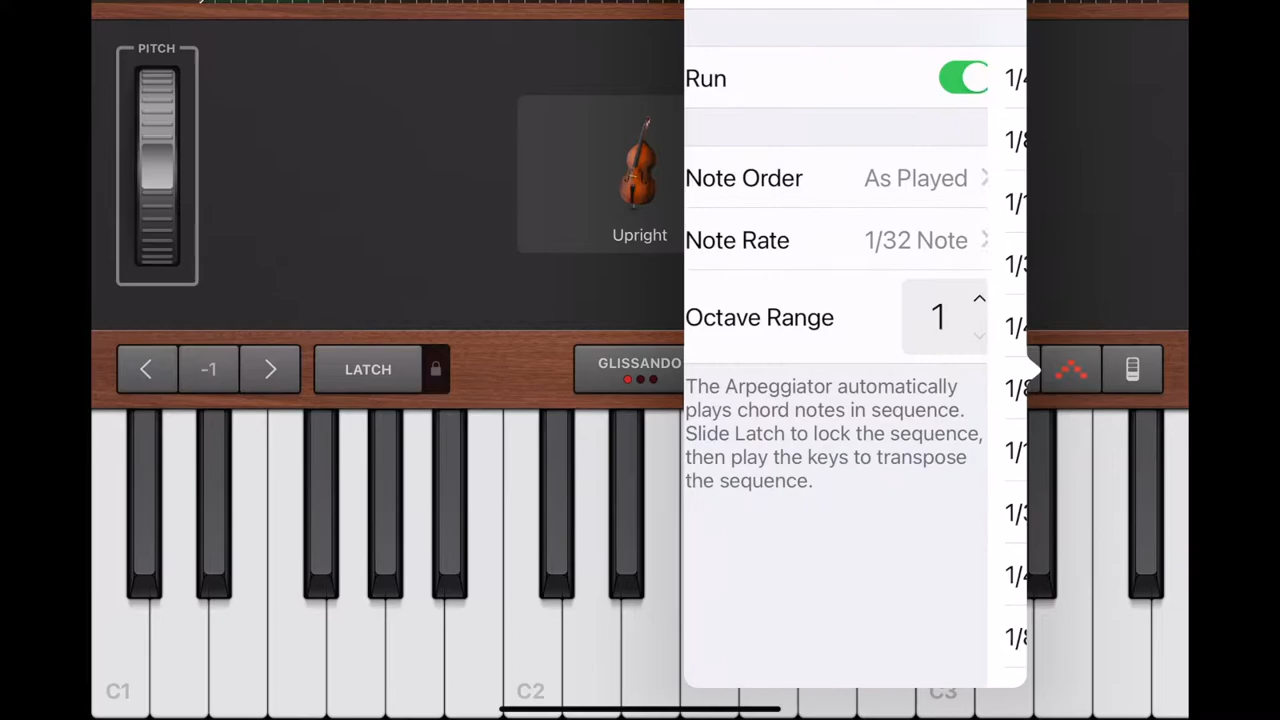 PITCH
Run
1/4
Note Order As Played
Note Rate 1/32 Note
Octave Range 1
The Arpeggiator automatically
plays chord notes in sequence.
Slide Latch to lock the sequence,
then play the keys to transpose
the sequence.
Upright
-1
LATCH
GLISSANDO
C1
C2
C3